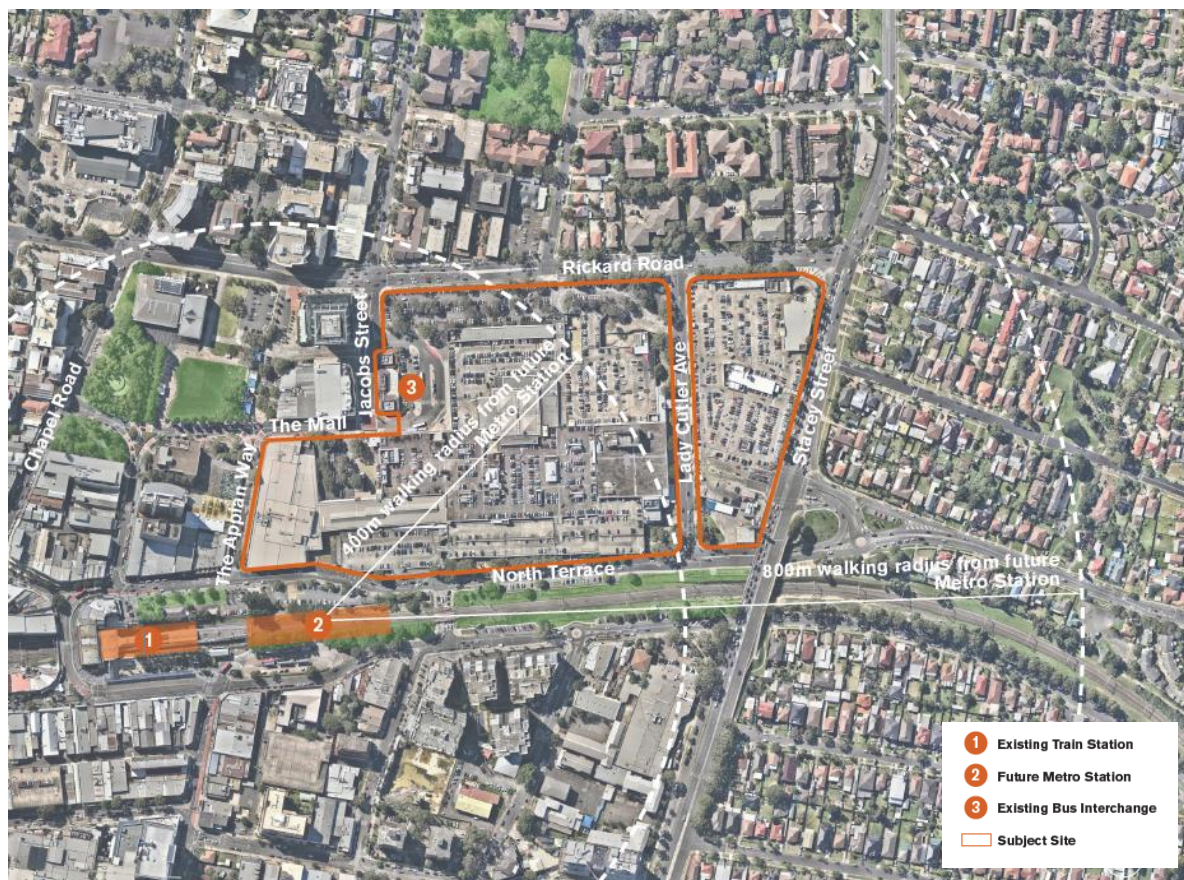 Rickard Road
Jacobs Street
3
Lady Cutler Ave
Stacey Street
Chapel Road
The Mall
The Appian Way
400m walking radius from future
Metro Station
North Terrace
800m walking radius from future
Metro Station
1
2
1 Existing Train Station
2 Future Metro Station
3 Existing Bus Interchange
Subject Site